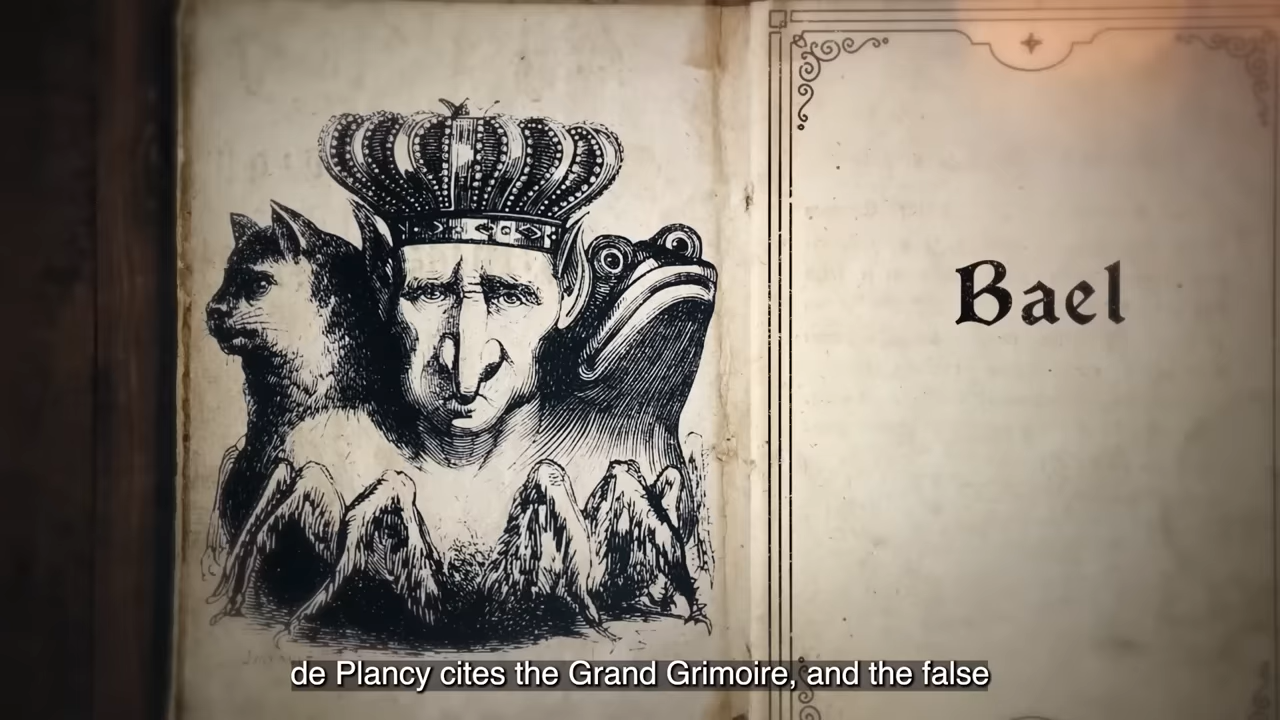 Bael
de Plancy cites the Grand Grimoire, and the false